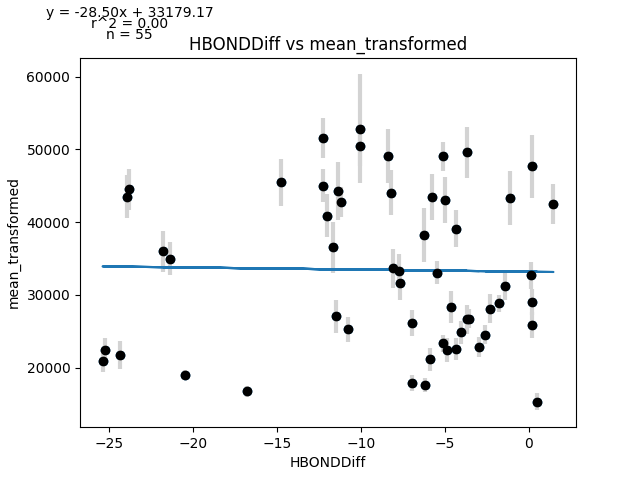 y = -28.50x + 33179.17
r^2 = 0.00
n = 55
HBONDDiff vs mean_transformed
60000
50000
40000
30000
20000
mean_transformed
−25
−20
−15
−10
−5
0
HBONDDiff